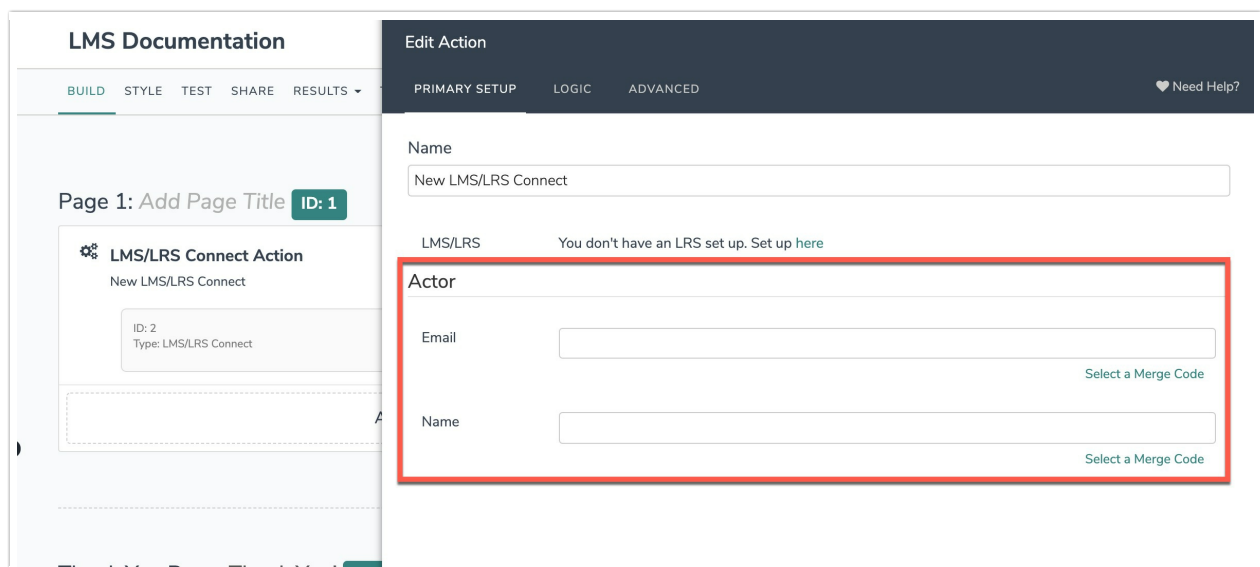 LMS Documentation
BUILD STYLE TEST SHARE RESULTS
Page 1: Add Page Title ID: 1
LMS/LRS Connect Action
New LMS/LRS Connect
ID: 2
Type: LMS/LRS Connect
Edit Action
PRIMARY SETUP LOGIC ADVANCED
Need Help?
Name
New LMS/LRS Connect
LMS/LRS You don't have an LRS set up. Set up here
Actor
Email
Select a Merge Code
Name
Select a Merge Code